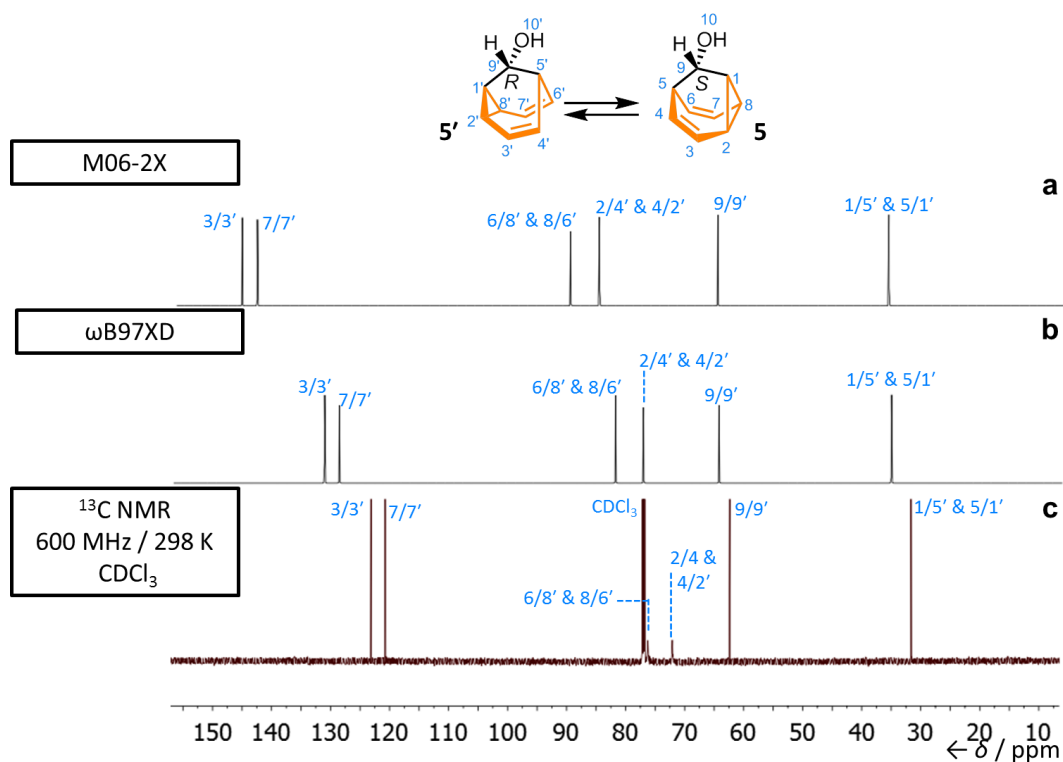 10'
10
H
OH
H
OH
9'
5'
9
1
R
5
S
1'
6'
6
7
8
8'
7'
4
2'
5'
5
3'
4'
3
2
M06-2X
a
3/3′
7/7′
6/8′ & 8/6′
2/4′ & 4/2′
9/9′
1/5′ & 5/1′
ωB97XD
b
3/3′
7/7′
6/8′ & 8/6′
2/4′ & 4/2′
9/9′
1/5′ & 5/1′
¹³C NMR
600 MHz / 298 K
CDCl₃
c
3/3′
7/7′
CDCl₃
9/9′
1/5′ & 5/1′
2/4 &
4/2′
6/8′ & 8/6′
150 140 130 120 110 100 90 80 70 60 50 40 30 20 10
← δ / ppm